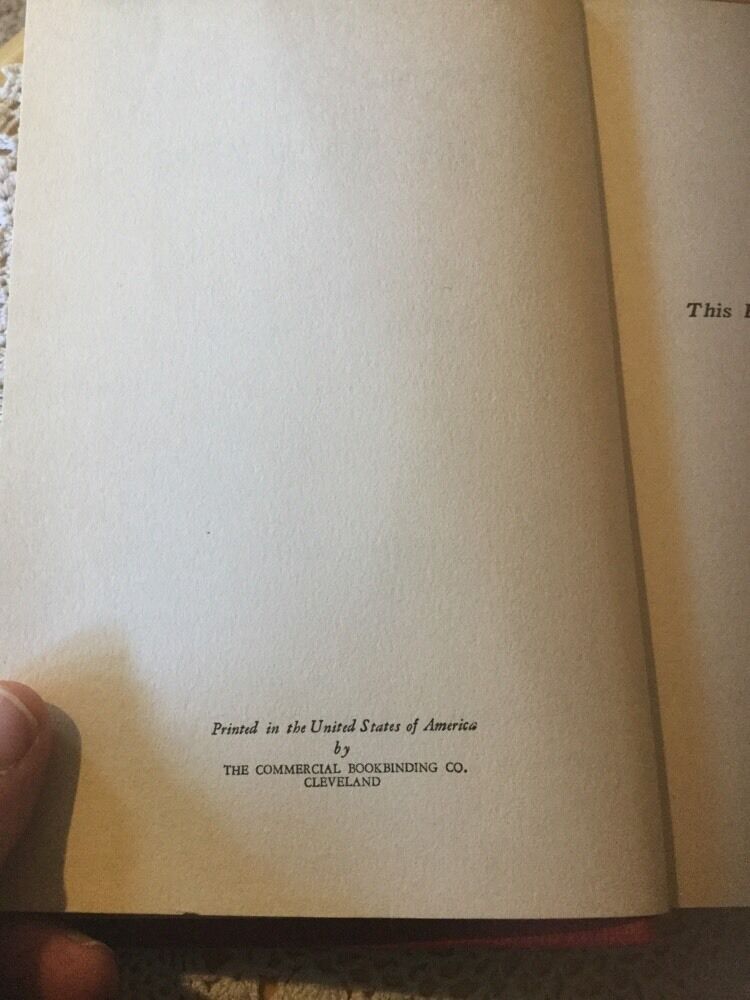 This
Printed in the United States of America
by
THE COMMERCIAL BOOKBINDING CO.
CLEVELAND